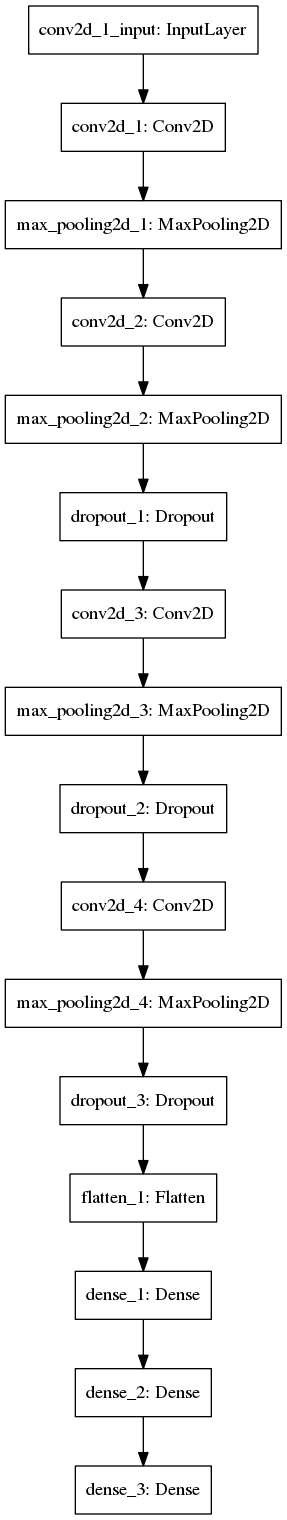 conv2d_1_input: InputLayer
conv2d_1: Conv2D
max_pooling2d_1: MaxPooling2D
conv2d_2: Conv2D
max_pooling2d_2: MaxPooling2D
dropout_1: Dropout
conv2d_3: Conv2D
max_pooling2d_3: MaxPooling2D
dropout_2: Dropout
conv2d_4: Conv2D
max_pooling2d_4: MaxPooling2D
dropout_3: Dropout
flatten_1: Flatten
dense_1: Dense
dense_2: Dense
dense_3: Dense